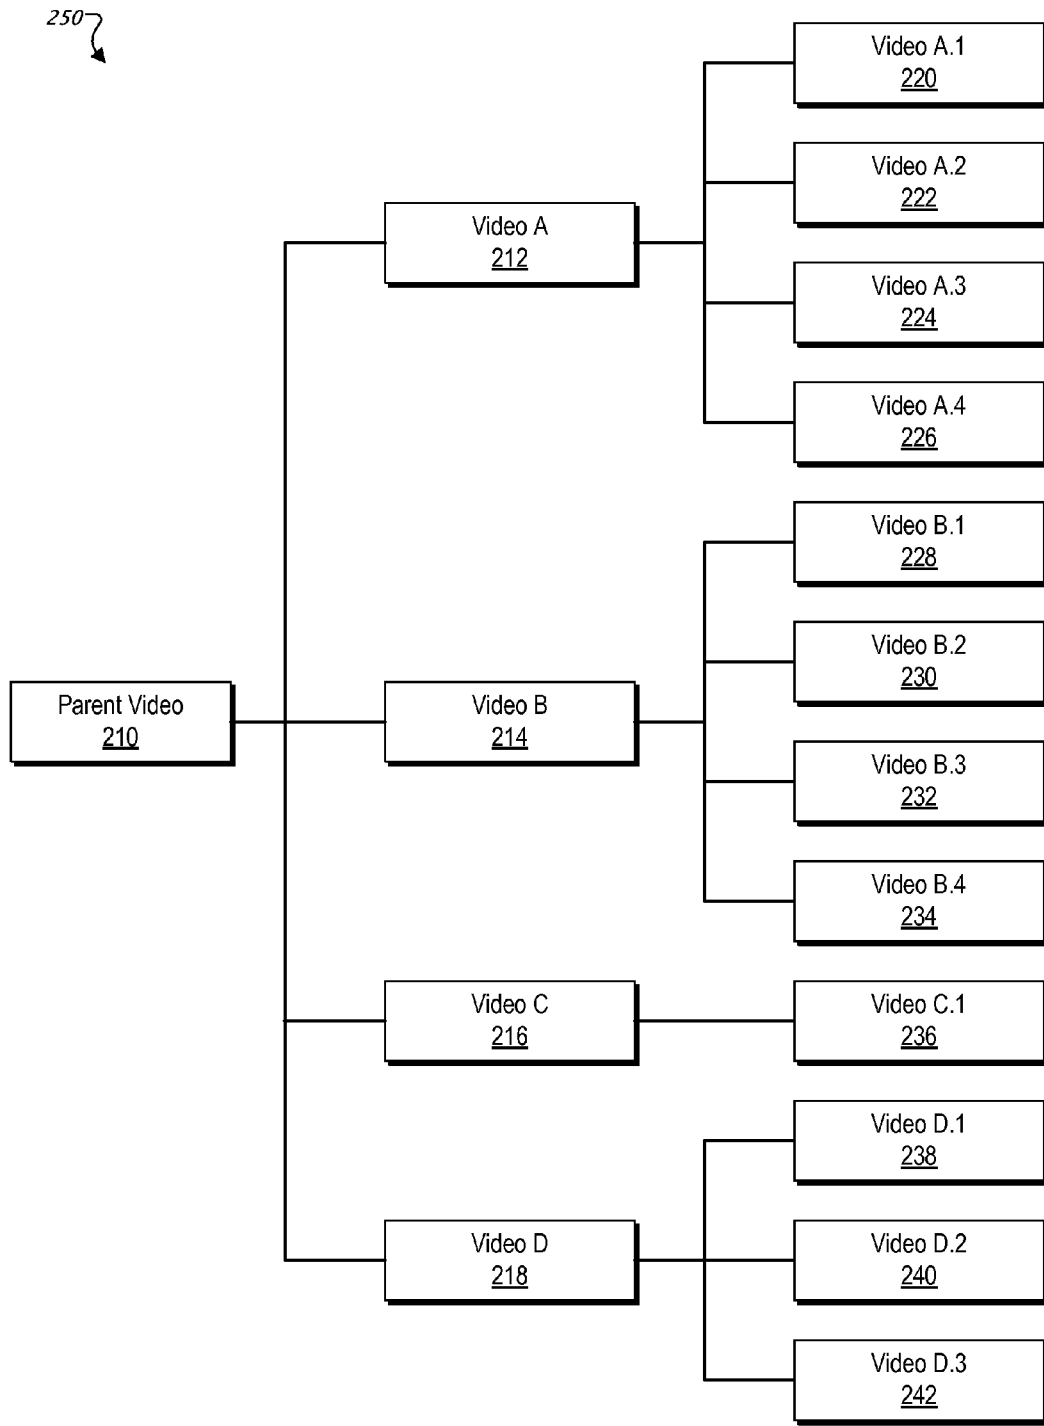 250
Video A.1
220
Video A.2
222
Video A
212
Video A.3
224
Video A.4
226
Video B.1
228
Video B.2
230
Parent Video
210
Video B
214
Video B.3
232
Video B.4
234
Video C
216
Video C.1
236
Video D.1
238
Video D
218
Video D.2
240
Video D.3
242